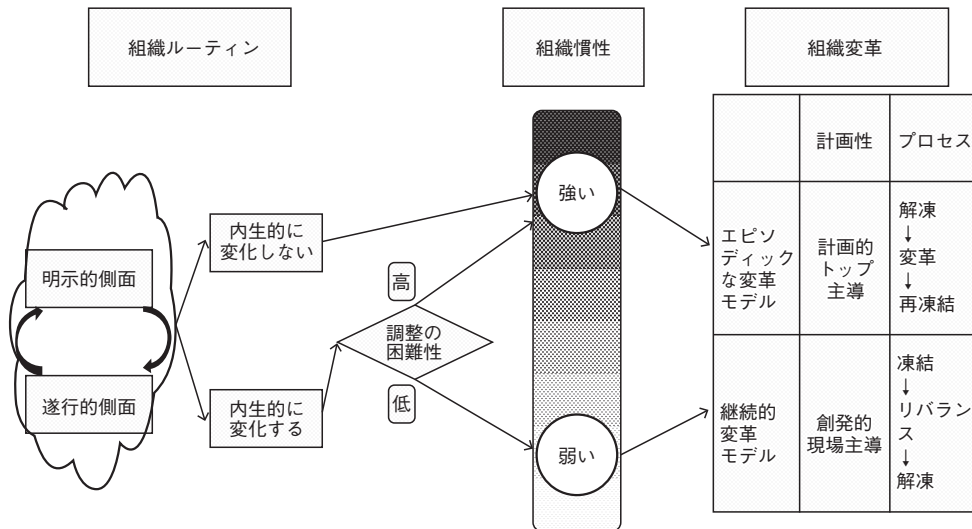 組織ルーティン
組織慣性
組織変革
明示的側面
遂行的側面
内生的に
変化しない
内生的に
変化する
高
調整の
困難性
低
強い
弱い
計画性
プロセス
エピソ
ディック
な変革
モデル
計画的
トップ
主導
解凍
↓
変革
↓
再凍結
継続的
変革
モデル
創発的
現場主導
凍結
↓
リバラン
ス
↓
解凍